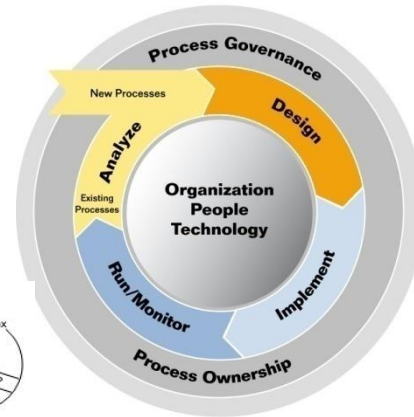 Process Governance
New Processes
Design
Analyze
Existing
Processes
Organization
People
Technology
Run/Monitor
Implement
Process Ownership